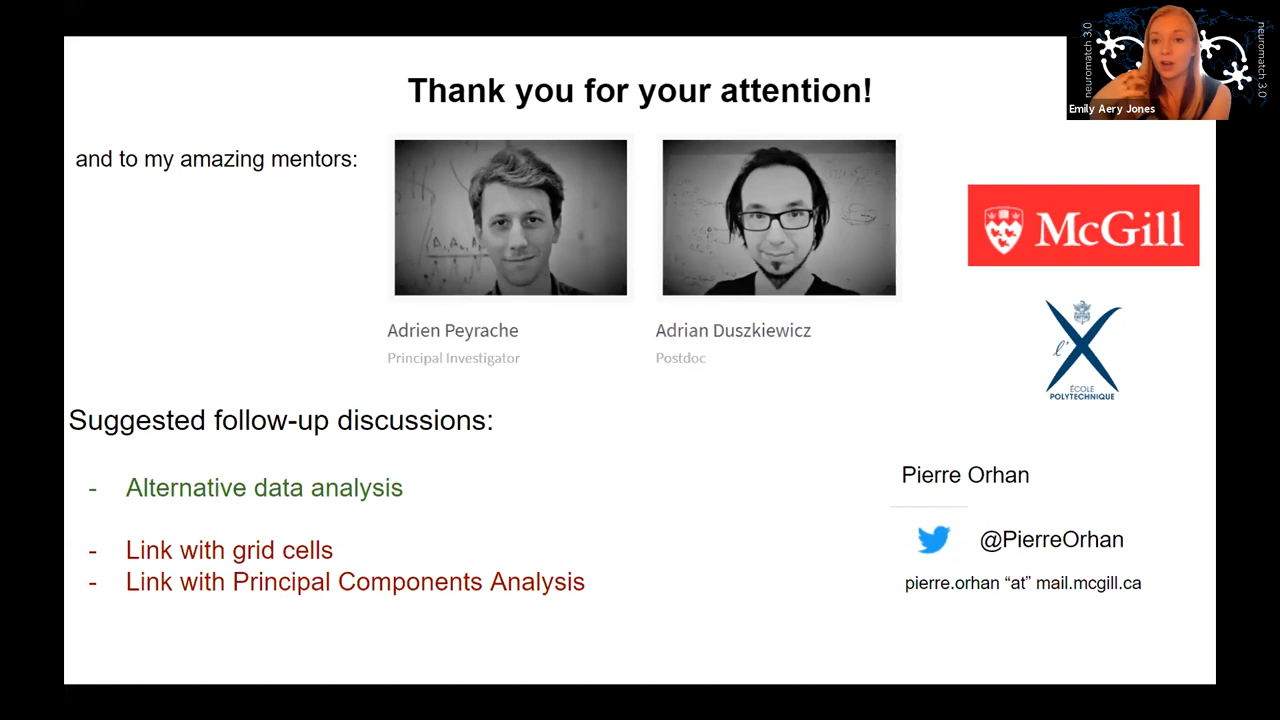 Thank you for your attention!
neuromatch 3.0
neuromatch 3.0
Emily Aery Jones
and to my amazing mentors:
McGill
Adrien Peyrache
Principal Investigator
Adrian Duszkiewicz
Postdoc
l'X
ÉCOLE
POLYTECHNIQUE
Suggested follow-up discussions:
- Alternative data analysis
- Link with grid cells
- Link with Principal Components Analysis
Pierre Orhan
@PierreOrhan
pierre.orhan “at” mail.mcgill.ca